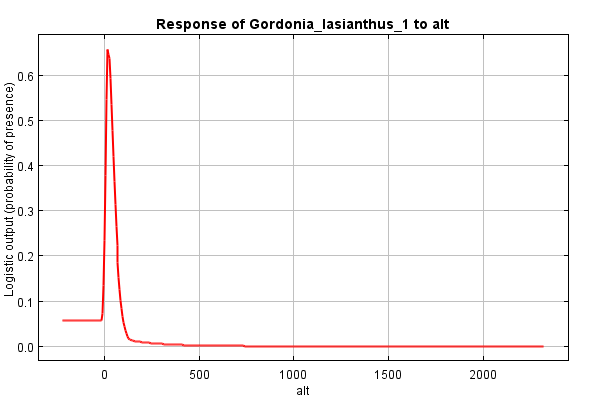 Response of Gordonia_lasianthus_1 to alt
Logistic output (probability of presence)
0.6
0.5
0.4
0.3
0.2
0.1
0.0
0 500 1000 1500 2000
alt